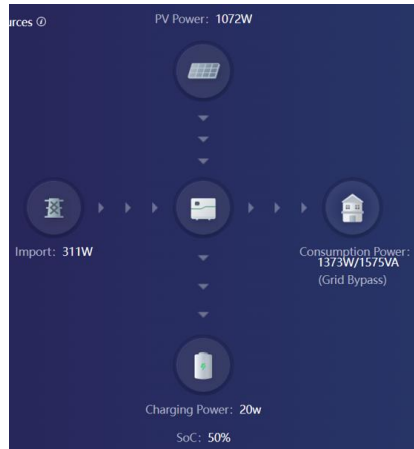 urces ⓘ
PV Power: 1072W
Import: 311W
Consumption Power:
1373W/1575VA
(Grid Bypass)
Charging Power: 20w
SoC: 50%